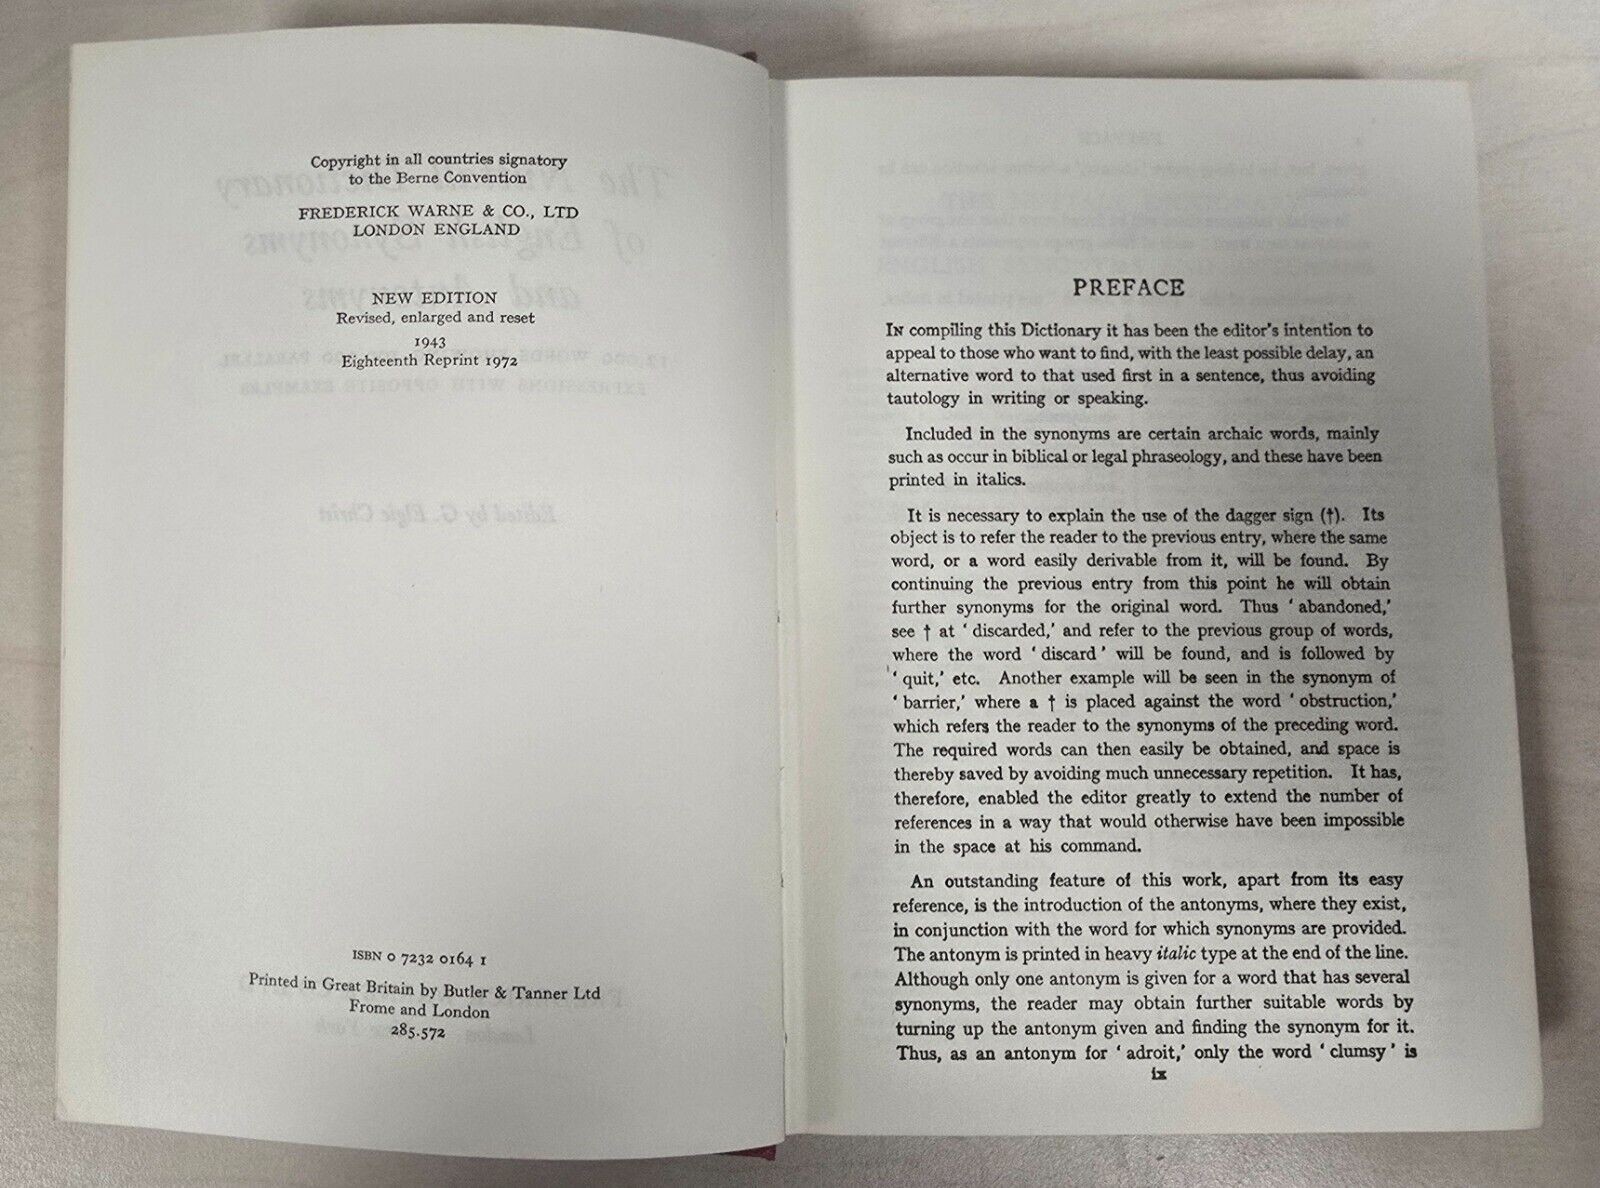 Copyright in all countries signatory
to the Berne Convention
FREDERICK WARNE & CO., LTD
LONDON ENGLAND
NEW EDITION
Revised, enlarged and reset
1943
Eighteenth Reprint 1972
ISBN 0 7232 0164 1
Printed in Great Britain by Butler & Tanner Ltd
Frome and London
285.572
PREFACE
IN compiling this Dictionary it has been the editor's intention to
appeal to those who want to find, with the least possible delay, an
alternative word to that used first in a sentence, thus avoiding
tautology in writing or speaking.
Included in the synonyms are certain archaic words, mainly
such as occur in biblical or legal phraseology, and these have been
printed in italics.
It is necessary to explain the use of the dagger sign (†). Its
object is to refer the reader to the previous entry, where the same
word, or a word easily derivable from it, will be found. By
continuing the previous entry from this point he will obtain
further synonyms for the original word. Thus ‘ abandoned,’
see † at ‘ discarded,’ and refer to the previous group of words,
where the word ‘ discard ’ will be found, and is followed by
‘ quit,’ etc. Another example will be seen in the synonym of
‘ barrier,’ where a † is placed against the word ‘ obstruction,’
which refers the reader to the synonyms of the preceding word.
The required words can then easily be obtained, and space is
thereby saved by avoiding much unnecessary repetition. It has,
therefore, enabled the editor greatly to extend the number of
references in a way that would otherwise have been impossible
in the space at his command.
An outstanding feature of this work, apart from its easy
reference, is the introduction of the antonyms, where they exist,
in conjunction with the word for which synonyms are provided.
The antonym is printed in heavy italic type at the end of the line.
Although only one antonym is given for a word that has several
synonyms, the reader may obtain further suitable words by
turning up the antonym given and finding the synonym for it.
Thus, as an antonym for ‘ adroit,’ only the word ‘ clumsy ’ is
ix